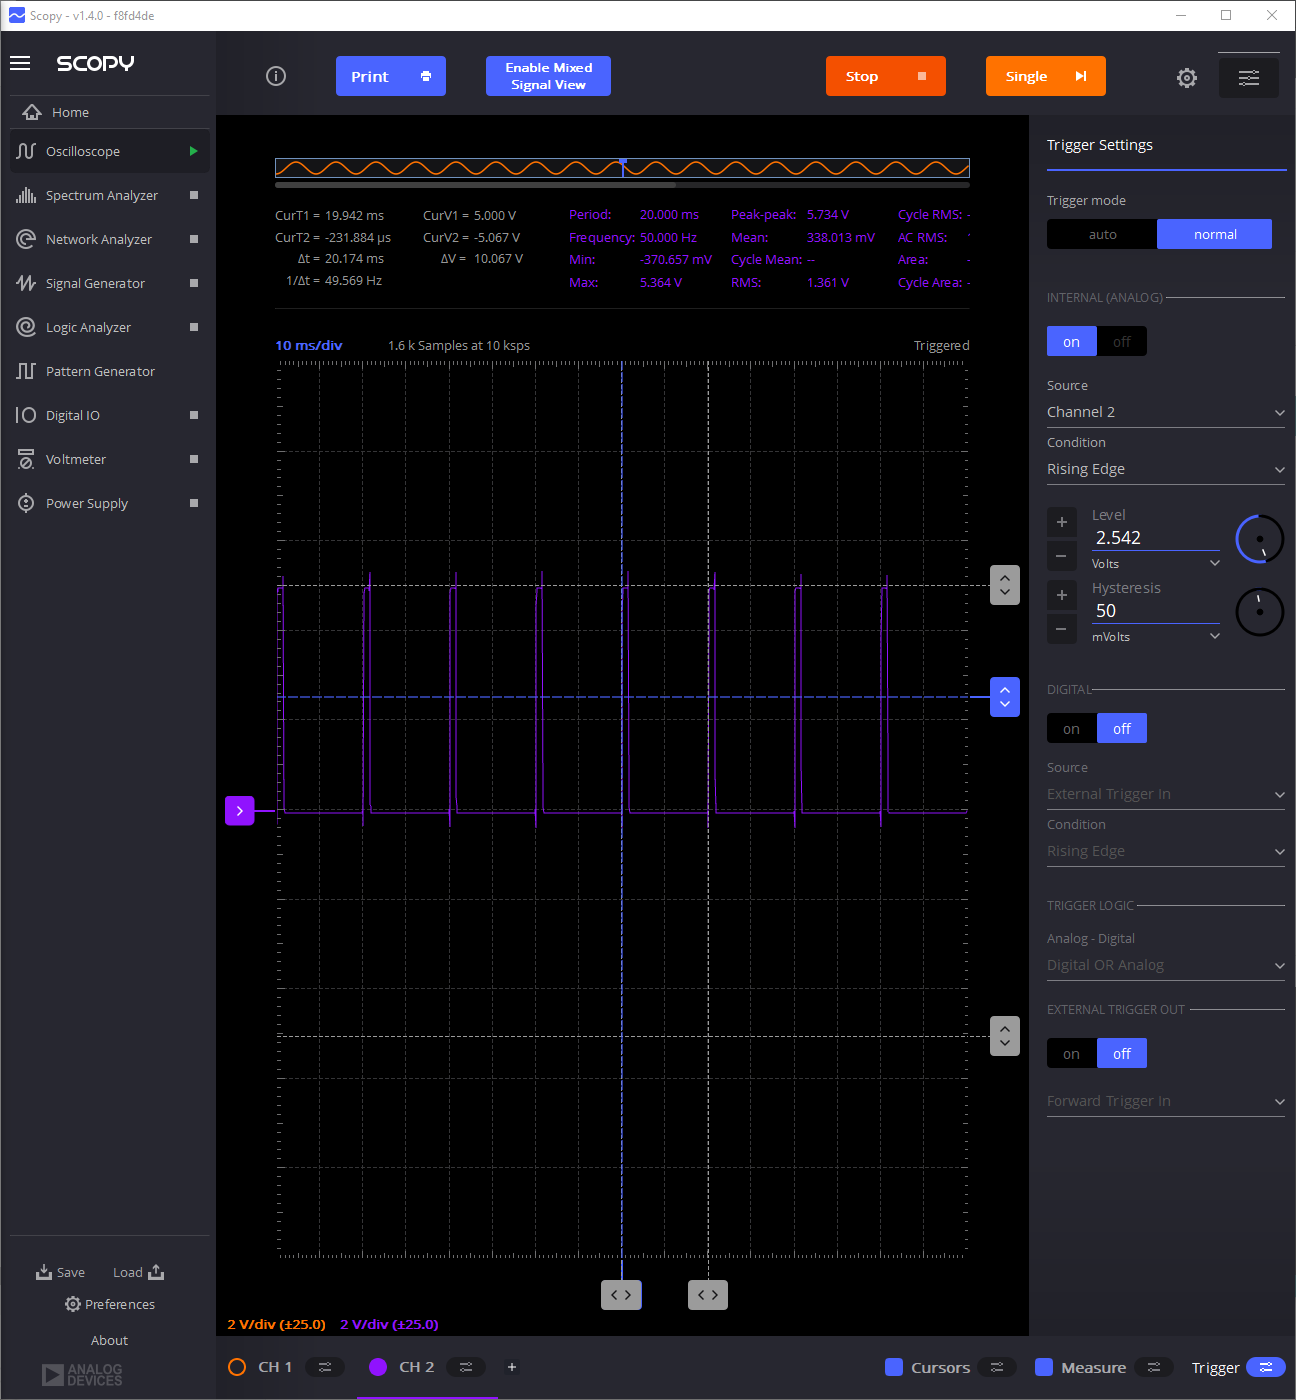 Scopy - v1.4.0 - f8fd4de
SCOPY
Home
Oscilloscope
Spectrum Analyzer
Network Analyzer
Signal Generator
Logic Analyzer
Pattern Generator
Digital IO
Voltmeter
Power Supply
Save Load
Preferences
About
ANALOG
DEVICES
Print
Enable Mixed
Signal View
Stop
Single
CurT1 = 19.942 ms CurV1 = 5.000 V Period: 20.000 ms Peak-peak: 5.734 V Cycle RMS: -
CurT2 = -231.884 µs CurV2 = -5.067 V Frequency: 50.000 Hz Mean: 338.013 mV AC RMS:
Δt = 20.174 ms ΔV = 10.067 V Min: -370.657 mV Cycle Mean: -- Area: -
1/Δt = 49.569 Hz Max: 5.364 V RMS: 1.361 V Cycle Area: -
10 ms/div 1.6 k Samples at 10 ksps Triggered
2 V/div (±25.0) 2 V/div (±25.0)
CH 1 CH 2 + Cursors Measure Trigger
Trigger Settings
Trigger mode
auto normal
INTERNAL (ANALOG)
on off
Source
Channel 2
Condition
Rising Edge
+ Level
2.542
− Volts
+ Hysteresis
50
− mVolts
DIGITAL
on off
Source
External Trigger In
Condition
Rising Edge
TRIGGER LOGIC
Analog - Digital
Digital OR Analog
EXTERNAL TRIGGER OUT
on off
Forward Trigger In